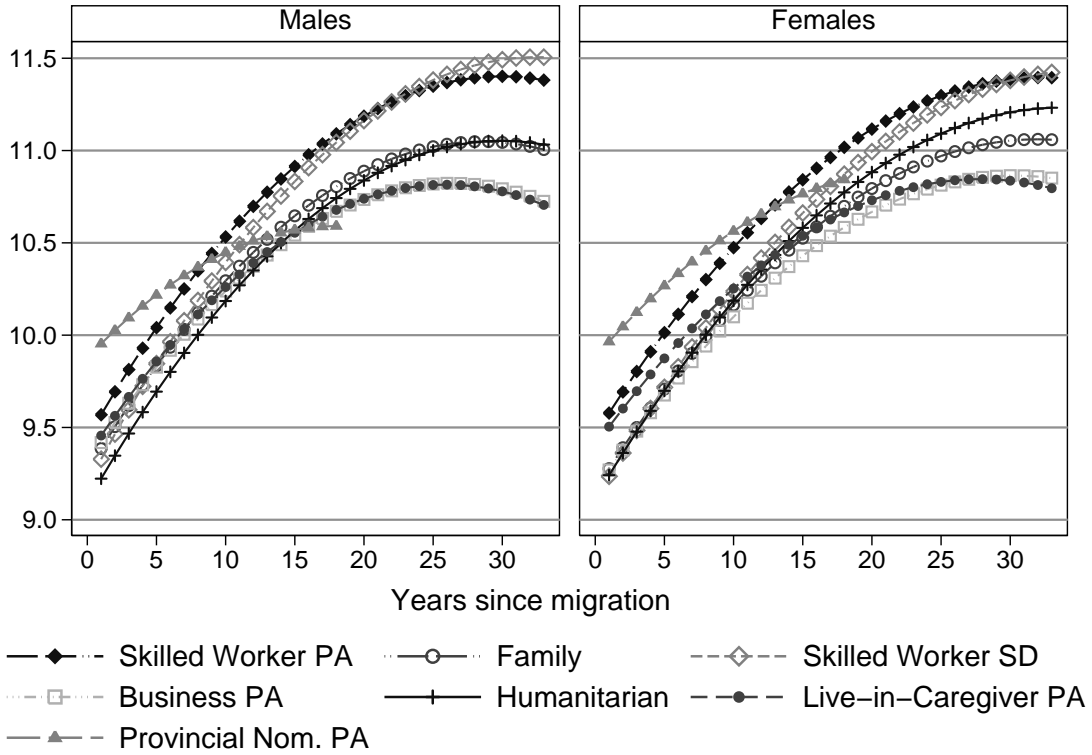 Males Females
11.5
11.0
10.5
10.0
9.5
9.0
0 5 10 15 20 25 30 0 5 10 15 20 25 30
Years since migration
Skilled Worker PA Family Skilled Worker SD
Business PA Humanitarian Live−in−Caregiver PA
Provincial Nom. PA